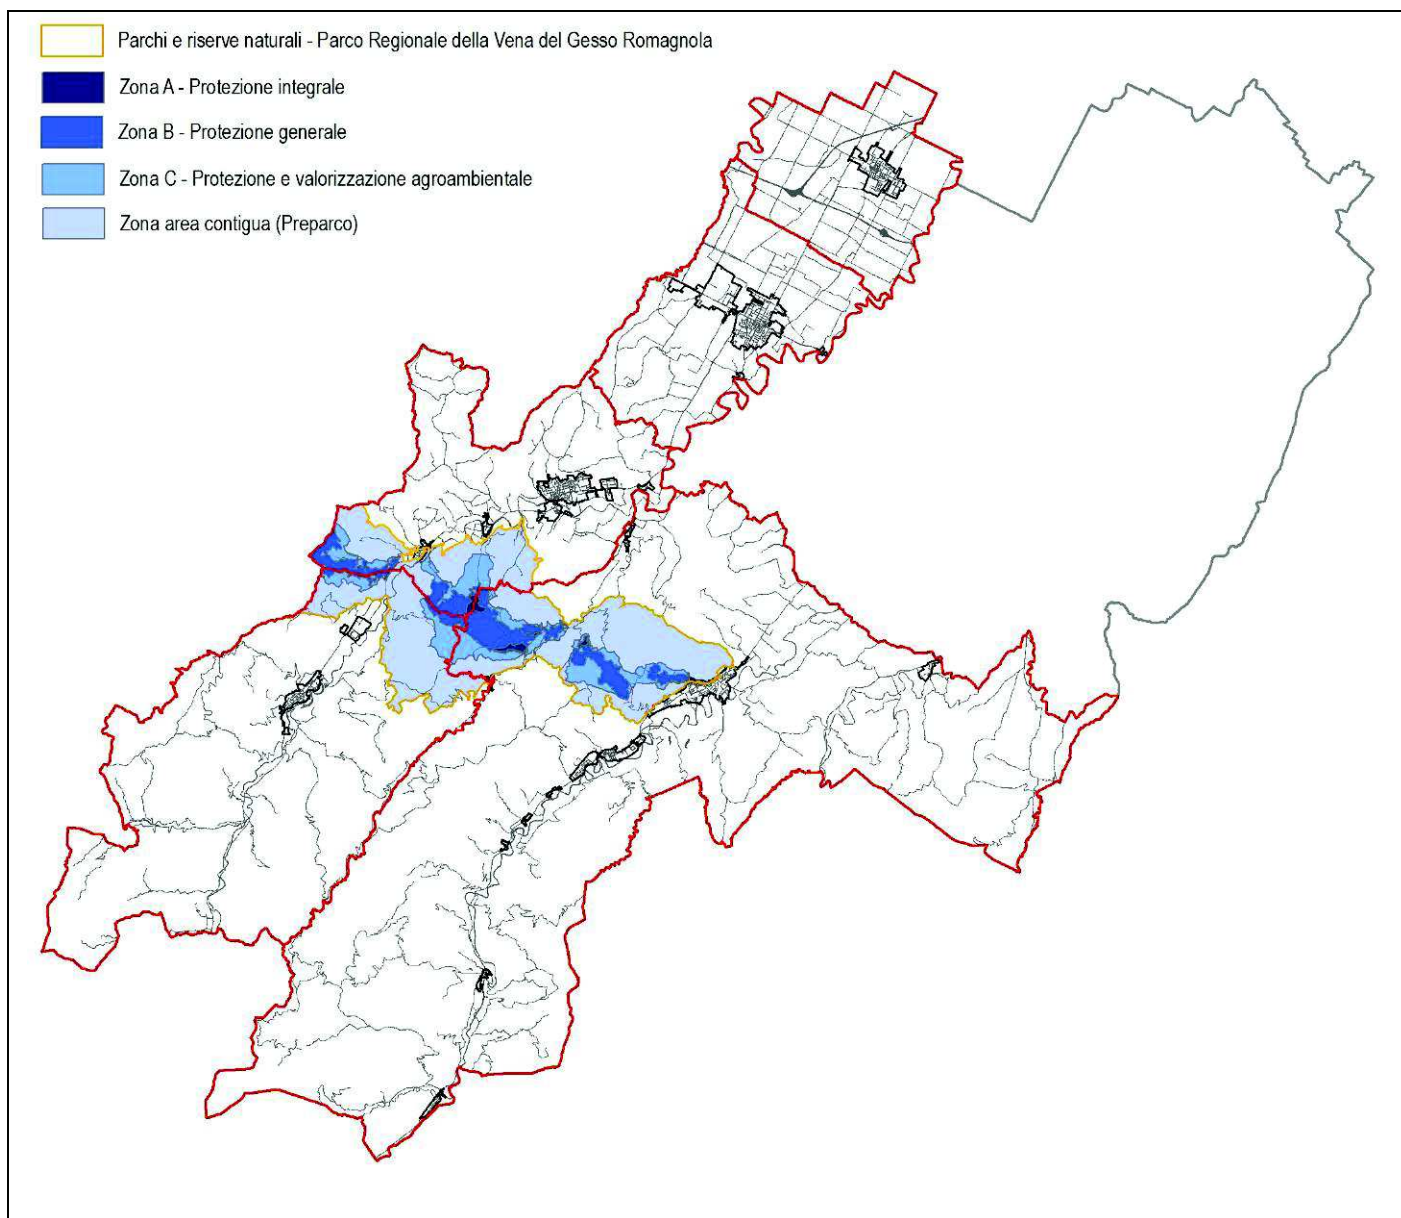 Parchi e riserve naturali - Parco Regionale della Vena del Gesso Romagnola
Zona A - Protezione integrale
Zona B - Protezione generale
Zona C - Protezione e valorizzazione agroambientale
Zona area contigua (Preparco)